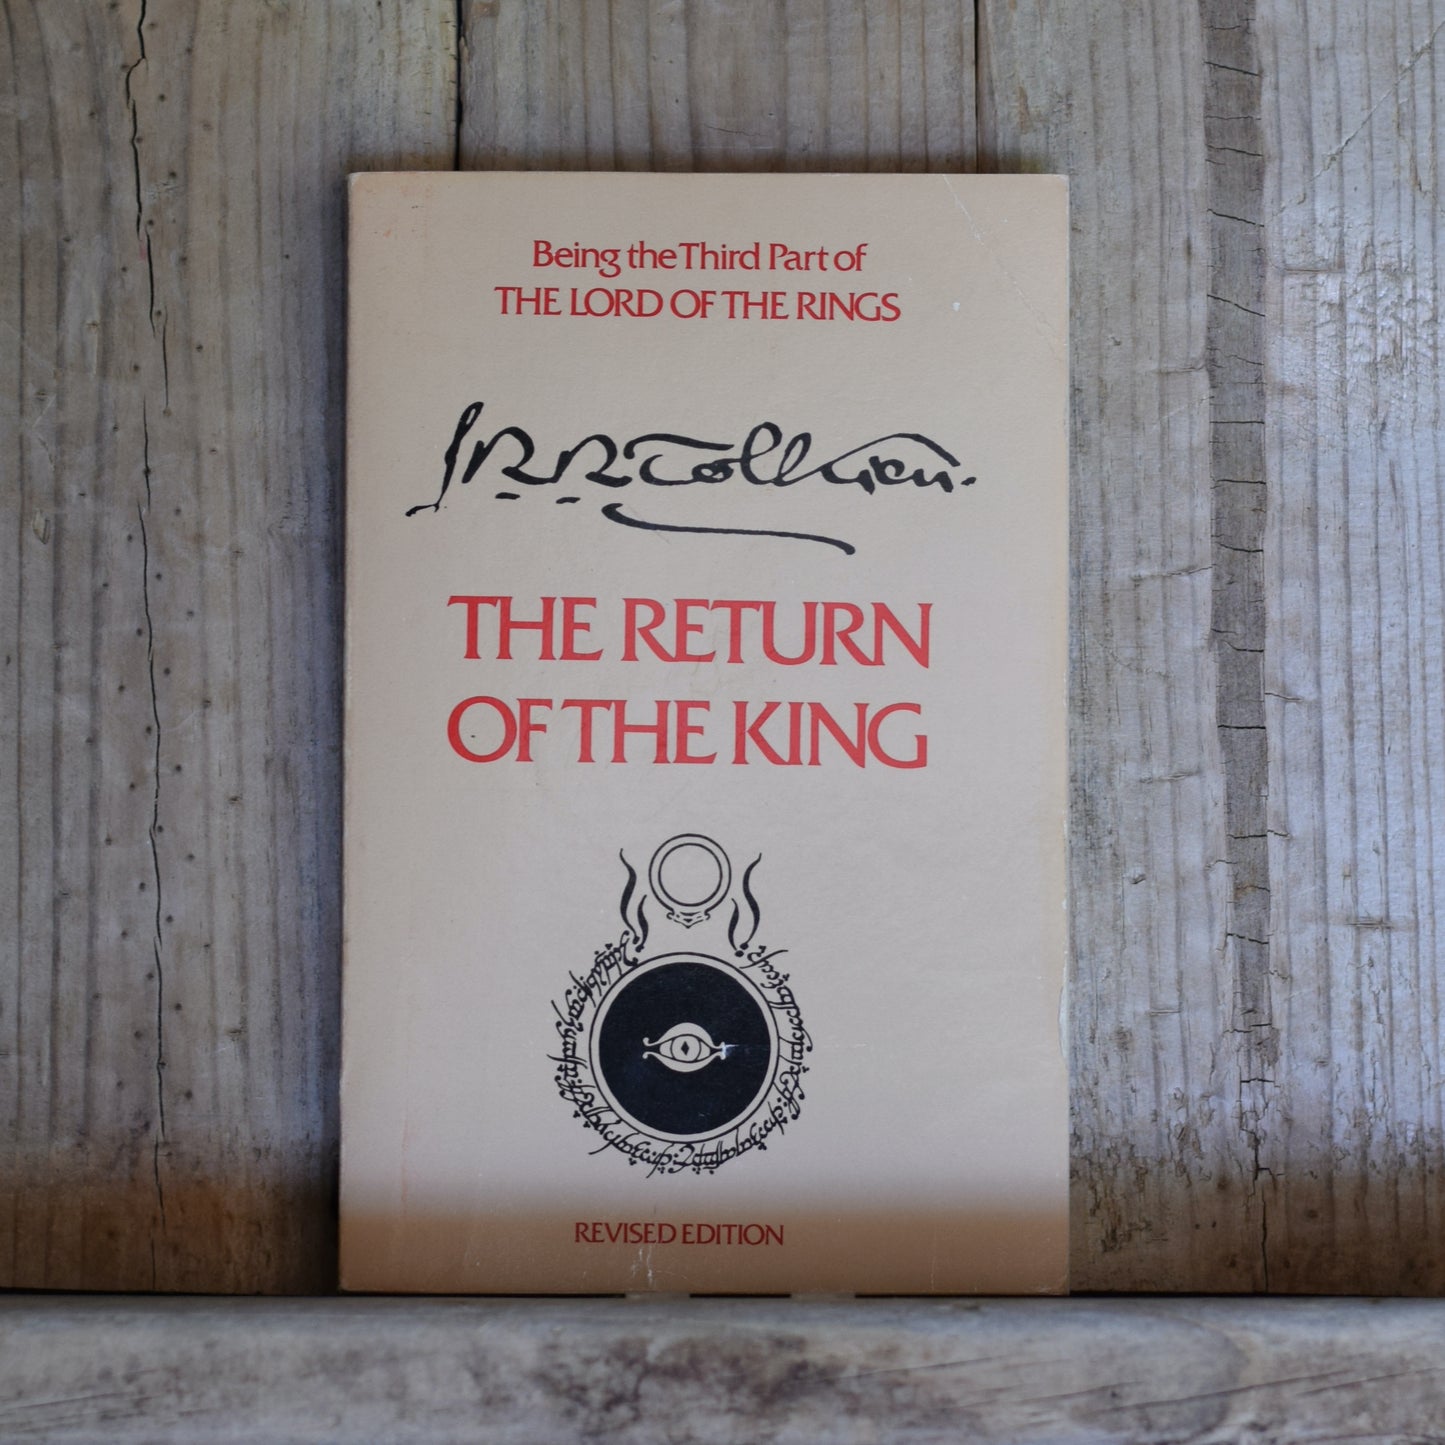 Being the Third Part of
THE LORD OF THE RINGS
J.R.R. Tolkien.
THE RETURN
OF THE KING
REVISED EDITION